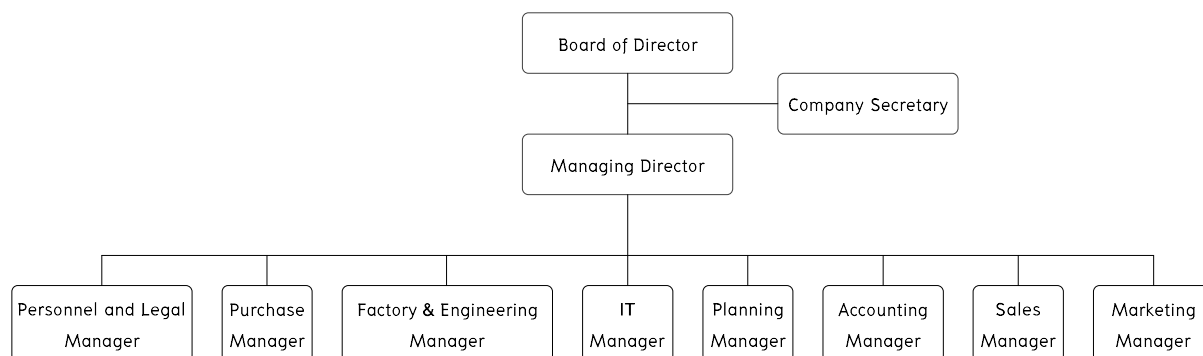 Board of Director
Company Secretary
Managing Director
Personnel and Legal
Manager
Purchase
Manager
Factory & Engineering
Manager
IT
Manager
Planning
Manager
Accounting
Manager
Sales
Manager
Marketing
Manager